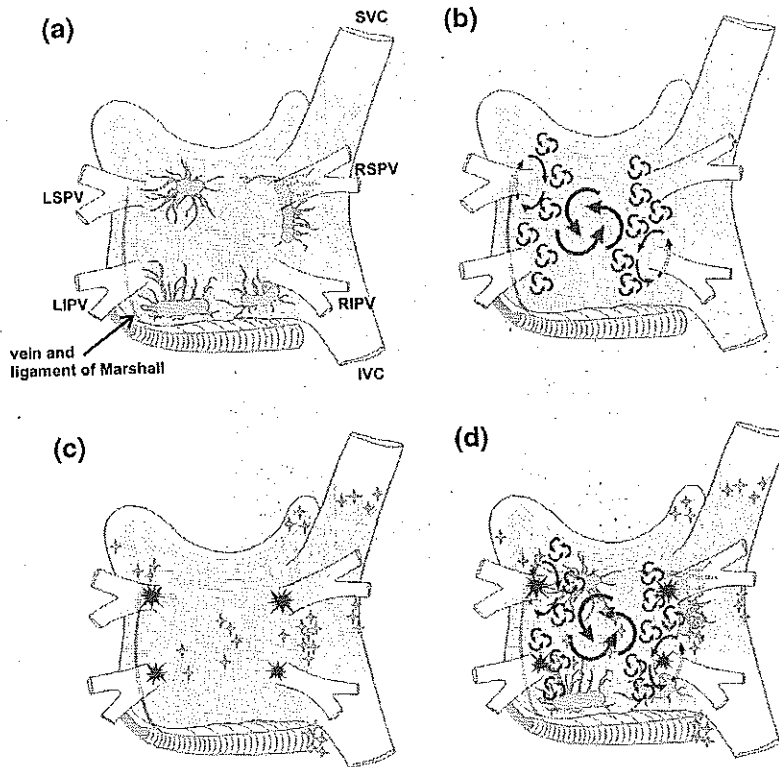 (a)
SVC
(b)
RSPV
LSPV
LIPV
RIPV
vein and
ligament of Marshall
IVC
(c)
(d)